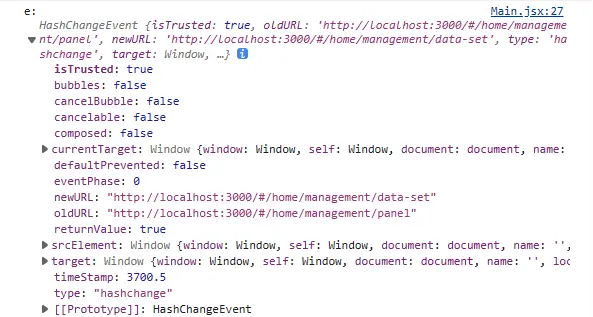 e: Main.jsx:27
HashChangeEvent {isTrusted: true, oldURL: 'http://localhost:3000/#/home/manageme
nt/panel', newURL: 'http://localhost:3000/#/home/management/data-set', type: 'ha
shchange', target: Window, …} i
isTrusted: true
bubbles: false
cancelBubble: false
cancelable: false
composed: false
currentTarget: Window {window: Window, self: Window, document: document, name:
defaultPrevented: false
eventPhase: 0
newURL: "http://localhost:3000/#/home/management/data-set"
oldURL: "http://localhost:3000/#/home/management/panel"
returnValue: true
srcElement: Window {window: Window, self: Window, document: document, name: '',
target: Window {window: Window, self: Window, document: document, name: '', loc
timeStamp: 3700.5
type: "hashchange"
[[Prototype]]: HashChangeEvent